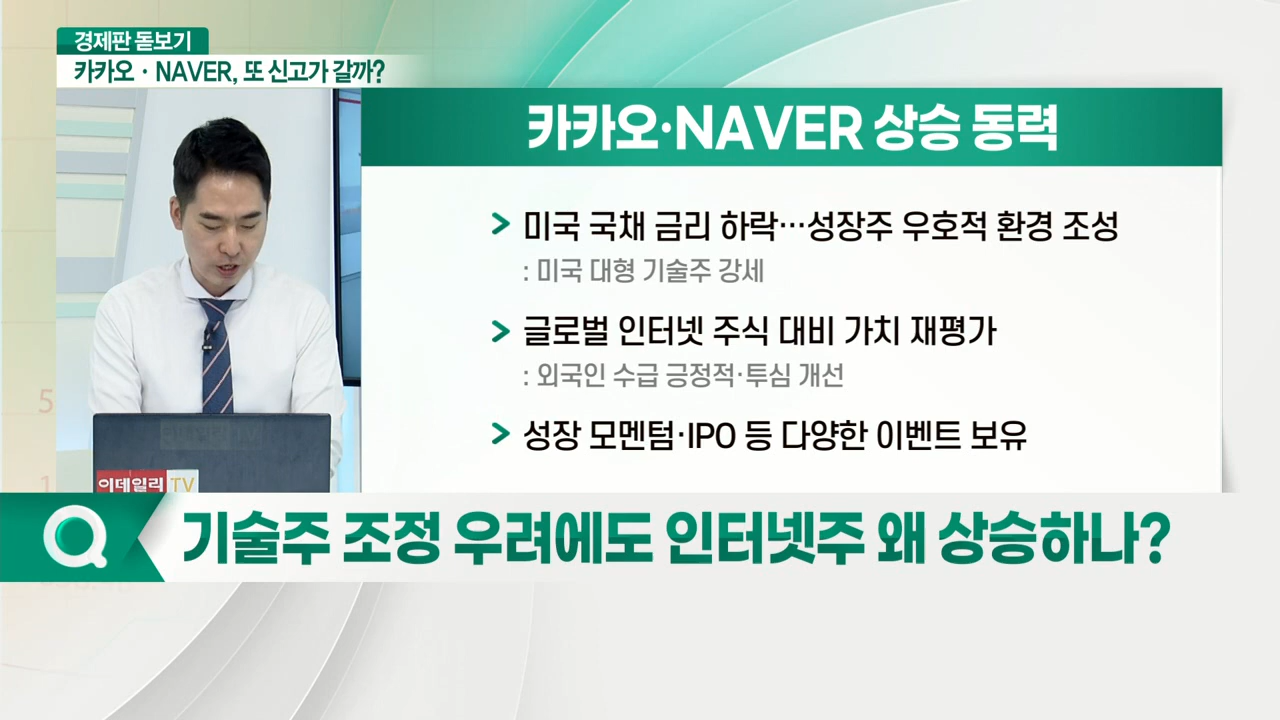 경제판 돋보기
카카오·NAVER, 또 신고가 갈까?
카카오·NAVER 상승 동력
> 미국 국채 금리 하락…성장주 우호적 환경 조성
: 미국 대형 기술주 강세
> 글로벌 인터넷 주식 대비 가치 재평가
: 외국인 수급 긍정적·투심 개선
> 성장 모멘텀·IPO 등 다양한 이벤트 보유
이데일리TV
기술주 조정 우려에도 인터넷주 왜 상승하나?
5
1